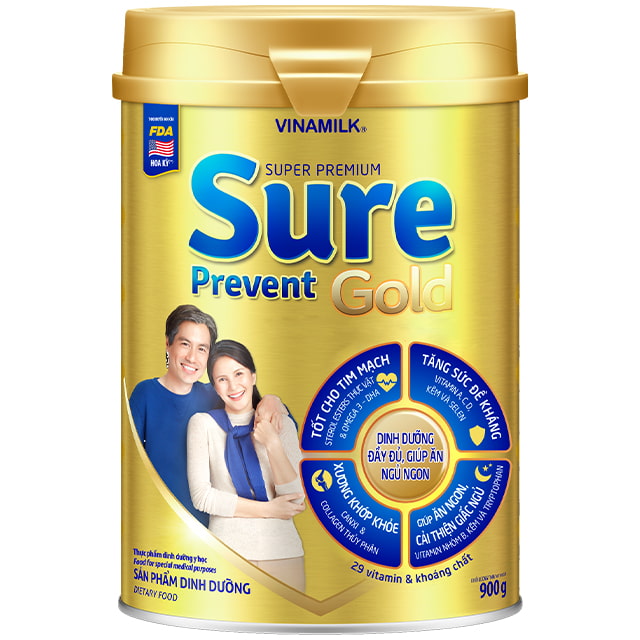 VINAMILK®
FDA
HOA KỲ(*)
SUPER PREMIUM
Sure
Prevent Gold
TỐT CHO TIM MẠCH
STEROL ESTERS THỰC VẬT
& OMEGA 3 – DHA
TĂNG SỨC ĐỀ KHÁNG
VITAMIN A, C, D,
KẼM VÀ SELEN
DINH DƯỠNG
ĐẦY ĐỦ, GIÚP ĂN
NGỦ NGON
XƯƠNG KHỚP KHỎE
CANXI &
COLLAGEN THỦY PHÂN
GIÚP ĂN NGON,
CẢI THIỆN GIẤC NGỦ
VITAMIN NHÓM B, KẼM VÀ TRYPTOPHAN
29 vitamin & khoáng chất
Thực phẩm dinh dưỡng y học
Food for special medical purposes
SẢN PHẨM DINH DƯỠNG
DIETARY FOOD
900g